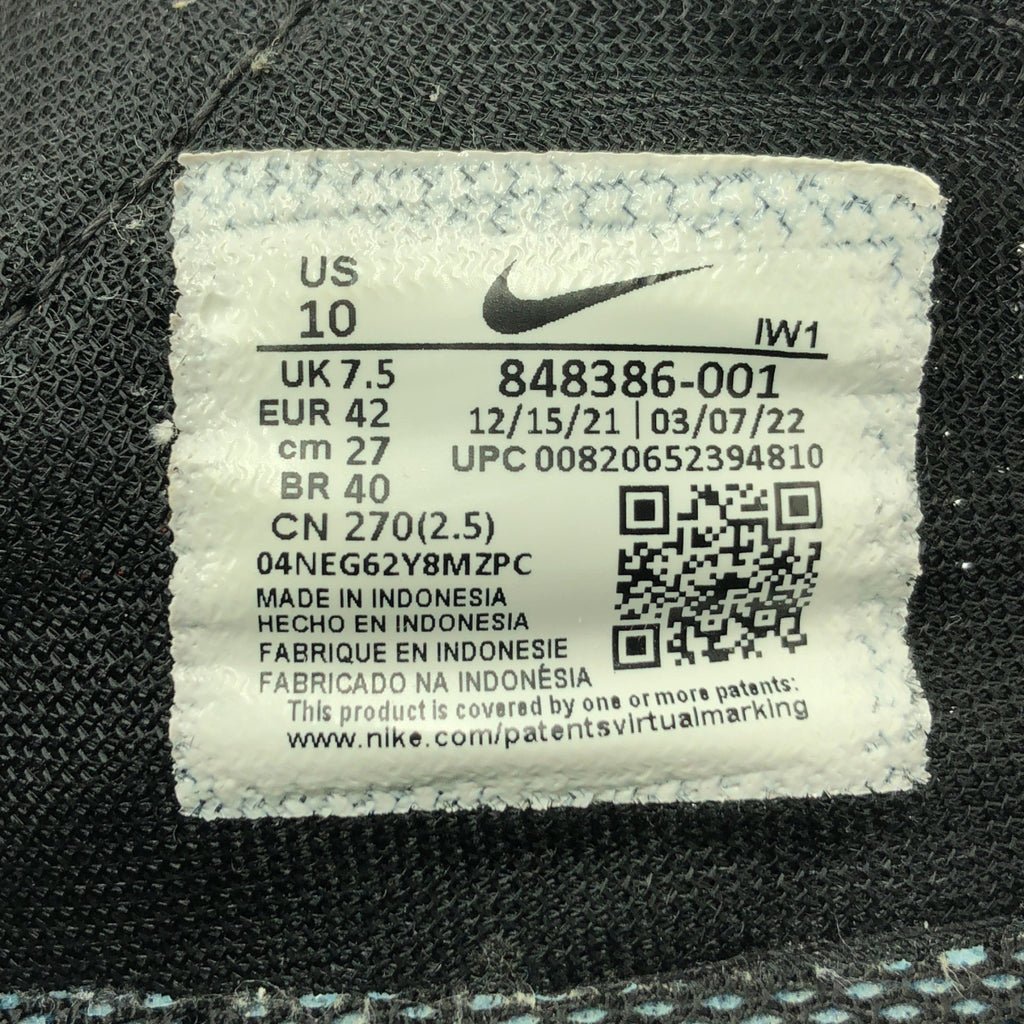 US
10
IW1
UK 7.5
848386-001
EUR 42
12/15/21 | 03/07/22
cm 27
UPC 00820652394810
BR 40
CN 270(2.5)
04NEG62Y8MZPC
MADE IN INDONESIA
HECHO EN INDONESIA
FABRIQUE EN INDONESIE
FABRICADO NA INDONÉSIA
This product is covered by one or more patents:
www.nike.com/patentsvirtualmarking